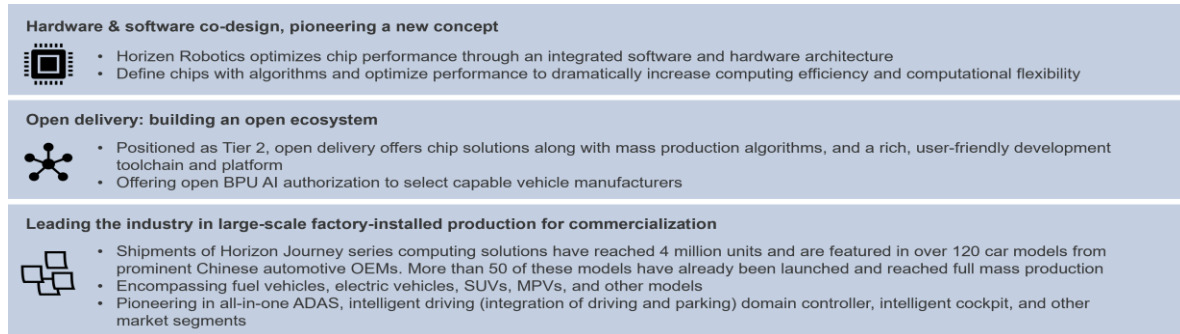 Hardware & software co-design, pioneering a new concept
• Horizen Robotics optimizes chip performance through an integrated software and hardware architecture
• Define chips with algorithms and optimize performance to dramatically increase computing efficiency and computational flexibility
Open delivery: building an open ecosystem
• Positioned as Tier 2, open delivery offers chip solutions along with mass production algorithms, and a rich, user-friendly development
toolchain and platform
• Offering open BPU AI authorization to select capable vehicle manufacturers
Leading the industry in large-scale factory-installed production for commercialization
• Shipments of Horizon Journey series computing solutions have reached 4 million units and are featured in over 120 car models from
prominent Chinese automotive OEMs. More than 50 of these models have already been launched and reached full mass production
• Encompassing fuel vehicles, electric vehicles, SUVs, MPVs, and other models
• Pioneering in all-in-one ADAS, intelligent driving (integration of driving and parking) domain controller, intelligent cockpit, and other
market segments